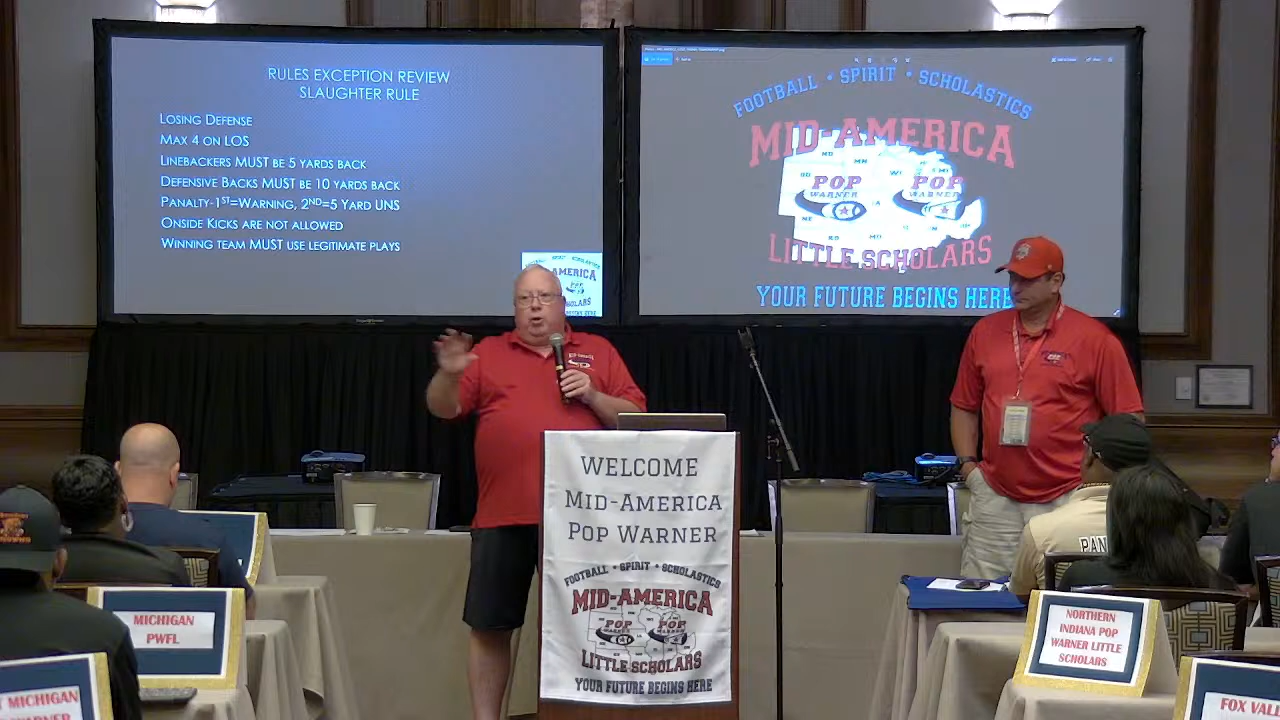 RULES EXCEPTION REVIEW
SLAUGHTER RULE
LOSING DEFENSE
MAX 4 ON LOS
LINEBACKERS MUST BE 5 YARDS BACK
DEFENSIVE BACKS MUST BE 10 YARDS BACK
PANALTY-1ST=WARNING, 2ND=5 YARD UNS
ONSIDE KICKS ARE NOT ALLOWED
WINNING TEAM MUST USE LEGITIMATE PLAYS
AMERICA
FOOTBALL • SPIRIT • SCHOLASTICS
MID-AMERICA
POP WARNER
POP WARNER
LITTLE SCHOLARS
YOUR FUTURE BEGINS HERE
WELCOME
MID-AMERICA
POP WARNER
FOOTBALL • SPIRIT • SCHOLASTICS
MID-AMERICA
POP
POP
LITTLE SCHOLARS
YOUR FUTURE BEGINS HERE
PAN
MICHIGAN
PWFL
MICHIGAN
NORTHERN
INDIANA POP
WARNER LITTLE
SCHOLARS
FOX VALL